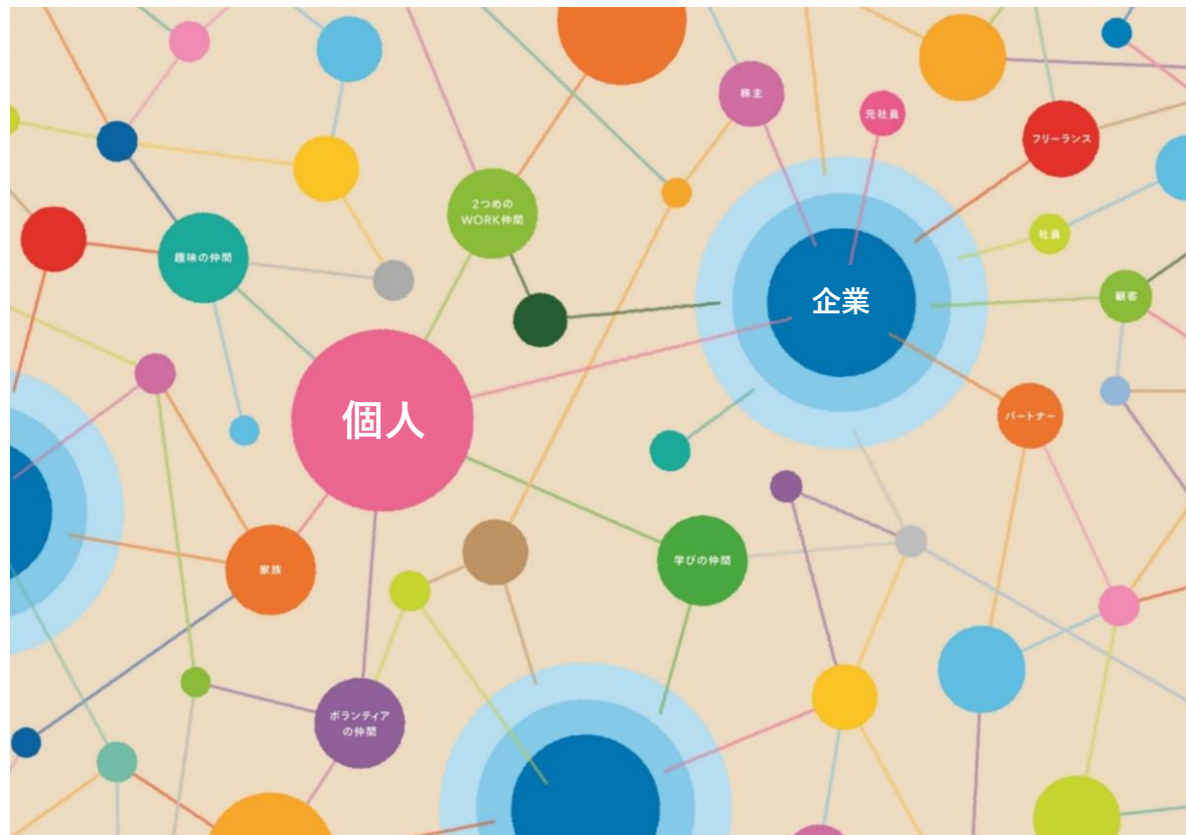 株主
元社員
フリーランス
2つめの
WORK仲間
社員
趣味の仲間
顧客
企業
個人
パートナー
学びの仲間
家族
ボランティア
の仲間